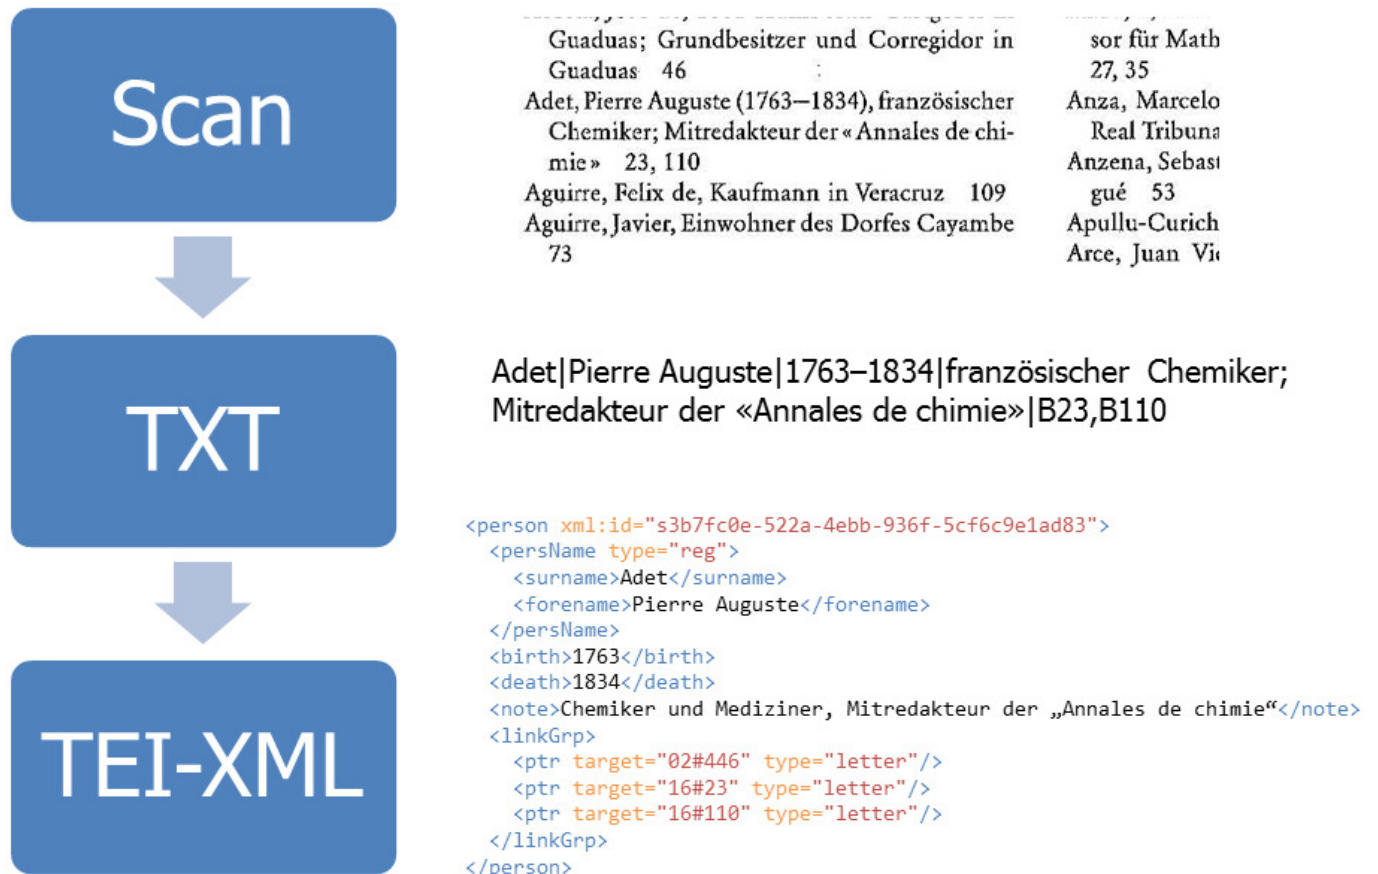 Scan
Guaduas; Grundbesitzer und Corregidor in
Guaduas 46
Adet, Pierre Auguste (1763—1834), französischer
Chemiker; Mitredakteur der «Annales de chi-
mie» 23, 110
Aguirre, Felix de, Kaufmann in Veracruz 109
Aguirre, Javier, Einwohner des Dorfes Cayambe
73
sor für Math
27, 35
Anza, Marcelo
Real Tribuna
Anzena, Sebast
gué 53
Apullu-Curich
Arce, Juan Vi
TXT
Adet|Pierre Auguste|1763–1834|französischer Chemiker;
Mitredakteur der «Annales de chimie»|B23,B110
TEI-XML
<person xml:id="s3b7fc0e-522a-4ebb-936f-5cf6c9e1ad83">
<persName type="reg">
<surname>Adet</surname>
<forename>Pierre Auguste</forename>
</persName>
<birth>1763</birth>
<death>1834</death>
<note>Chemiker und Mediziner, Mitredakteur der „Annales de chimie“</note>
<linkGrp>
<ptr target="02#446" type="letter"/>
<ptr target="16#23" type="letter"/>
<ptr target="16#110" type="letter"/>
</linkGrp>
</person>